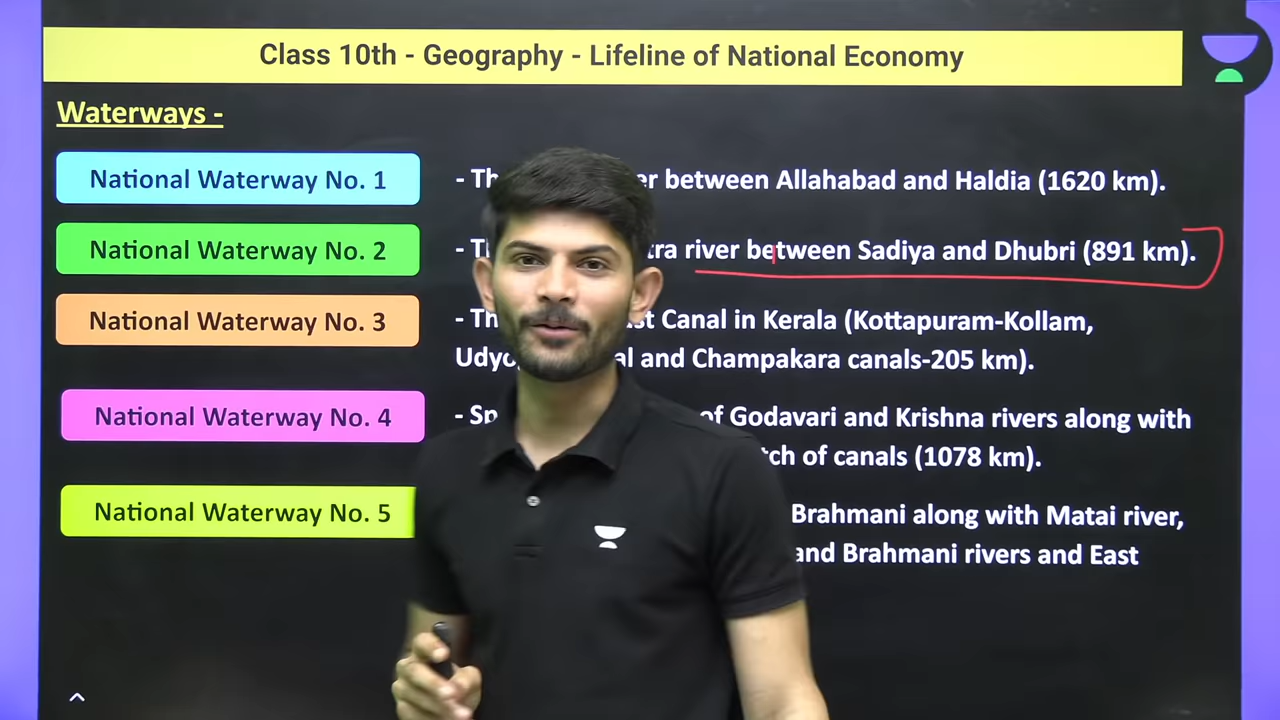 Class 10th - Geography - Lifeline of National Economy
Waterways -
National Waterway No. 1
- Th er between Allahabad and Haldia (1620 km).
National Waterway No. 2
- T tra river between Sadiya and Dhubri (891 km).
National Waterway No. 3
- Th st Canal in Kerala (Kottapuram-Kollam,
Udyo al and Champakara canals-205 km).
National Waterway No. 4
- Sp of Godavari and Krishna rivers along with
tch of canals (1078 km).
National Waterway No. 5
Brahmani along with Matai river,
and Brahmani rivers and East